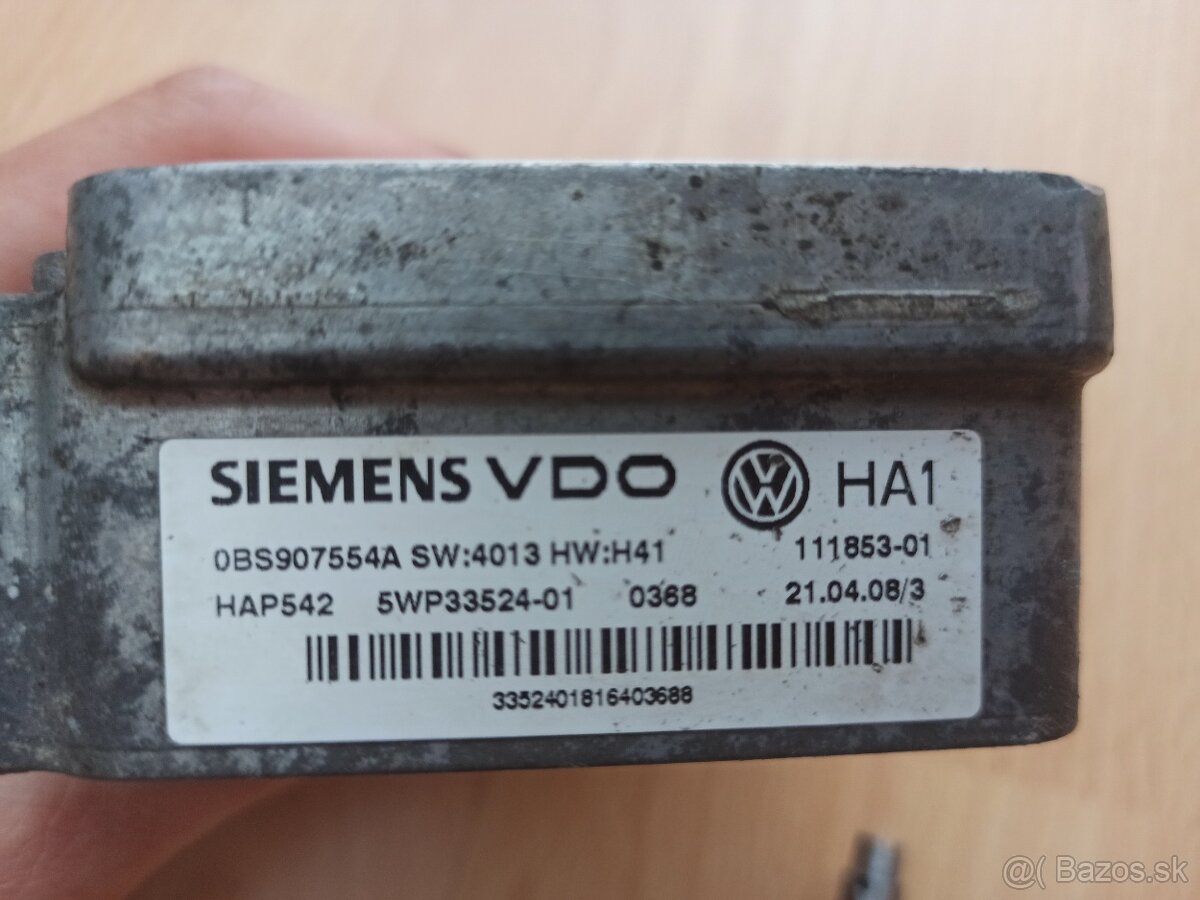 SIEMENS VDO VW HA1
0BS907554A SW:4013 HW:H41 111853-01
HAP542 5WP33524-01 0368 21.04.08/3
3352401816403688
@( Bazos.sk